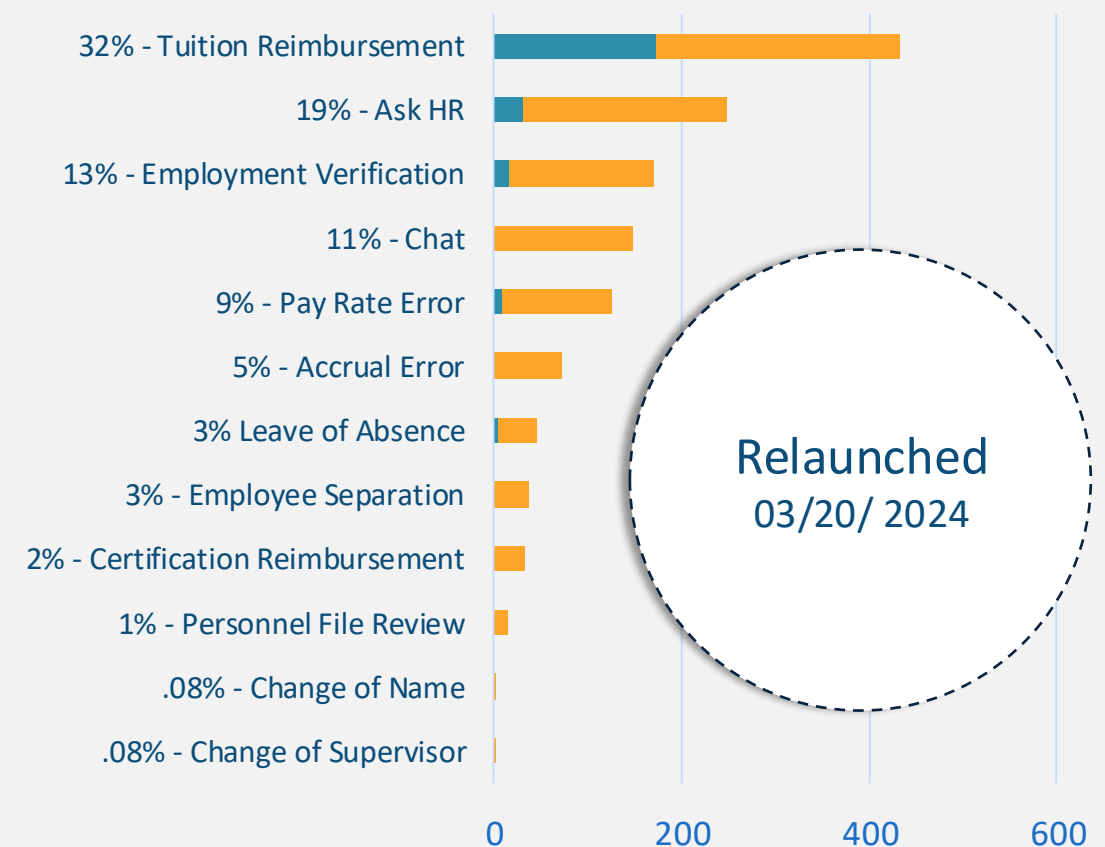 32% - Tuition Reimbursement
19% - Ask HR
13% - Employment Verification
11% - Chat
9% - Pay Rate Error
5% - Accrual Error
3% Leave of Absence
3% - Employee Separation
2% - Certification Reimbursement
1% - Personnel File Review
.08% - Change of Name
.08% - Change of Supervisor
0 200 400 600
Relaunched
03/20/ 2024